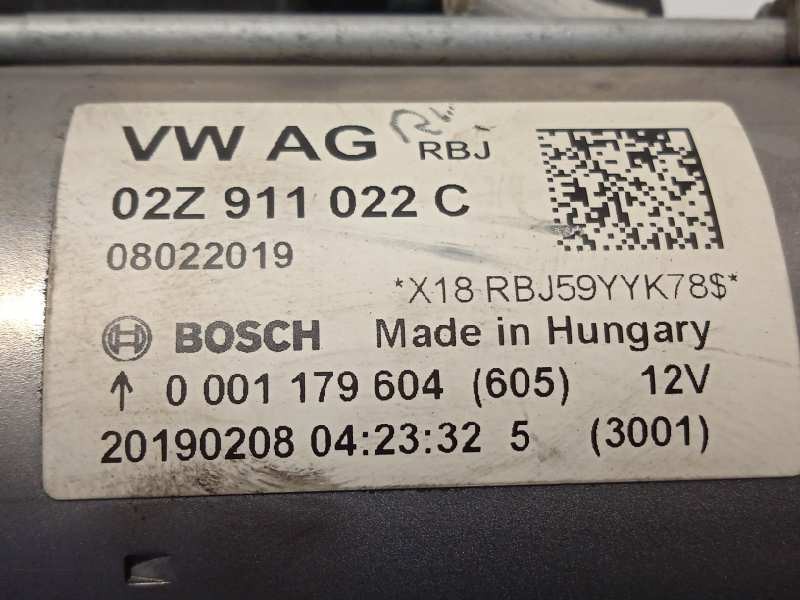 VW AG RBJ
02Z 911 022 C
08022019
*X18 RBJ59YYK78$*
BOSCH Made in Hungary
↑ 0 001 179 604 (605) 12V
20190208 04:23:32 5 (3001)